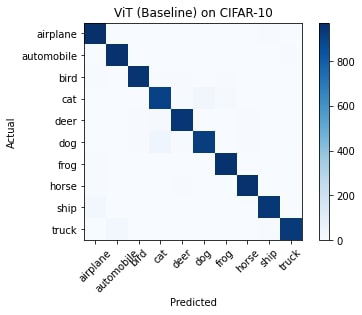 ViT (Baseline) on CIFAR-10
airplane
automobile
bird
cat
deer
dog
frog
horse
ship
truck
Actual
airplane
automobile
bird
cat
deer
dog
frog
horse
ship
truck
Predicted
800
600
400
200
0